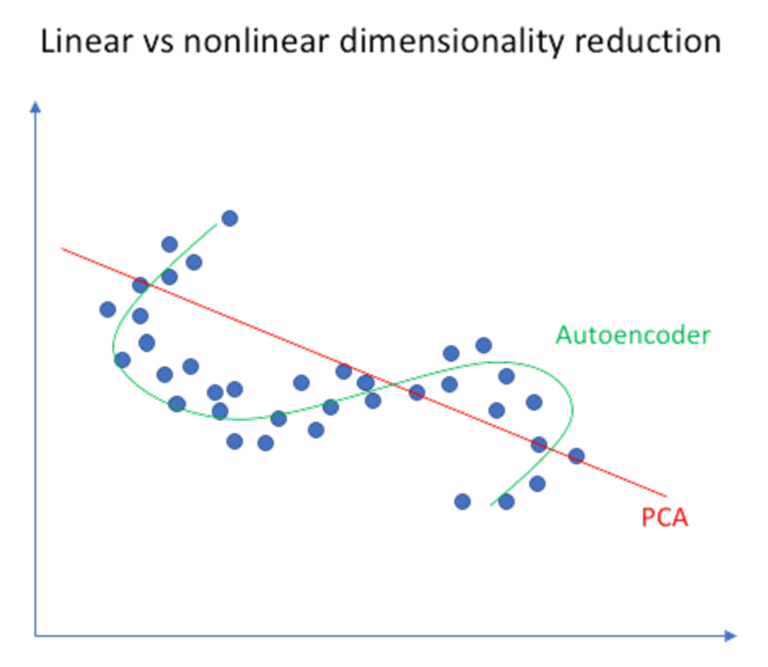 Linear vs nonlinear dimensionality reduction
Autoencoder
PCA